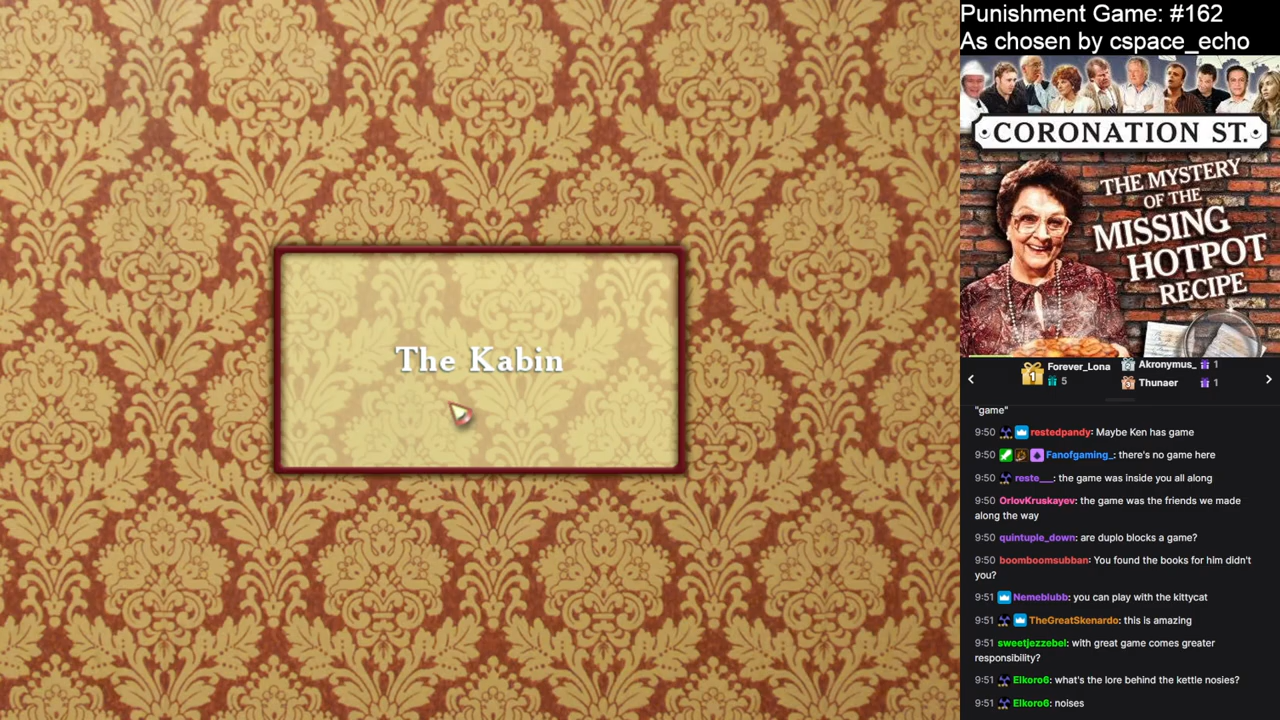 Punishment Game: #162
As chosen by cspace_echo
CORONATION ST.
THE MYSTERY
OF THE
MISSING
HOTPOT
RECIPE
The Kabin
Forever_Lona
5
1
Akronymus_ 1
Thunaer 1
"game"
9:50 restedpandy: Maybe Ken has game
9:50 Fanofgaming_: there's no game here
9:50 reste___: the game was inside you all along
9:50 OrlovKruskayev: the game was the friends we made
along the way
9:50 quintuple_down: are duplo blocks a game?
9:50 boomboomsubban: You found the books for him didn't
you?
9:51 Nemeblubb: you can play with the kittycat
9:51 TheGreatSkenardo: this is amazing
9:51 sweetjezzebel: with great game comes greater
responsibility?
9:51 Elkoro6: what's the lore behind the kettle nosies?
9:51 Elkoro6: noises